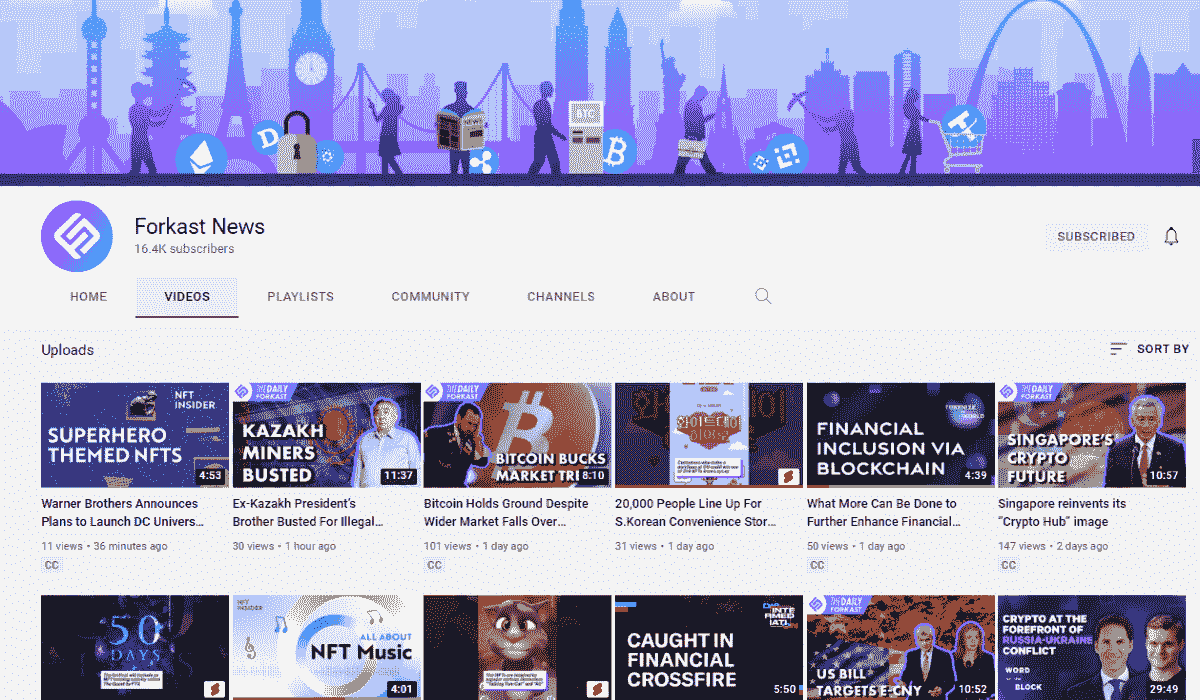 NEWS
BTC
Forkast News
16.4K subscribers
SUBSCRIBED
HOME
VIDEOS
PLAYLISTS
COMMUNITY
CHANNELS
ABOUT
Uploads
SORT BY
NFT
INSIDER
SUPERHERO
THEMED NFTS
4:53
THE DAILY
FORKAST
KAZAKH
MINERS
BUSTED
11:37
THE DAILY
FORKAST
BITCOIN BUCKS
MARKET TR
8:10
와이드에이
FINANCIAL
INCLUSION VIA
BLOCKCHAIN
4:39
THE DAILY
FORKAST
SINGAPORE'S
CRYPTO
FUTURE
10:57
Warner Brothers Announces
Plans to Launch DC Univers...
11 views • 36 minutes ago
CC
Ex-Kazakh President's
Brother Busted For Illegal...
30 views • 1 hour ago
Bitcoin Holds Ground Despite
Wider Market Falls Over...
101 views • 1 day ago
CC
20,000 People Line Up For
S.Korean Convenience Stor...
31 views • 1 day ago
What More Can Be Done to
Further Enhance Financial...
50 views • 1 day ago
CC
Singapore reinvents its
"Crypto Hub" image
147 views • 2 days ago
CC
50
DAYS
NFT
INSIDER
ALL ABOUT
NFT Music
4:01
CAUGHT IN
FINANCIAL
CROSSFIRE
5:50
THE DAILY
FORKAST
US BILL
TARGETS E-CNY
10:52
CRYPTO AT THE
FOREFRONT OF
RUSSIA-UKRAINE
CONFLICT
WORD
BLOCK
29:49